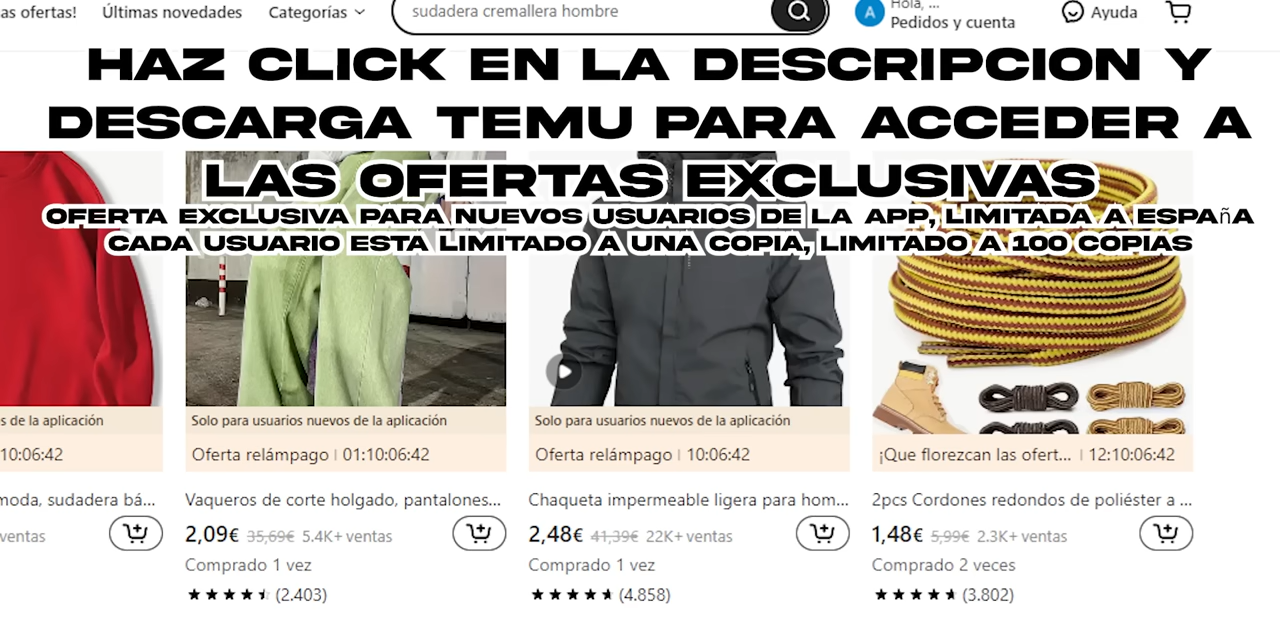 as ofertas! Últimas novedades Categorías sudadera cremallera hombre A Hola, ... Pedidos y cuenta Ayuda
HAZ CLICK EN LA DESCRIPCION Y
DESCARGA TEMU PARA ACCEDER A
LAS OFERTAS EXCLUSIVAS
OFERTA EXCLUSIVA PARA NUEVOS USUARIOS DE LA APP, LIMITADA A ESPAñA
CADA USUARIO ESTA LIMITADO A UNA COPIA, LIMITADO A 100 COPIAS
s de la aplicación
10:06:42
moda, sudadera bá...
ventas
Solo para usuarios nuevos de la aplicación
Oferta relámpago | 01:10:06:42
Vaqueros de corte holgado, pantalones...
2,09€ 35,69€ 5.4K+ ventas
Comprado 1 vez
(2.403)
Solo para usuarios nuevos de la aplicación
Oferta relámpago | 10:06:42
Chaqueta impermeable ligera para hom...
2,48€ 41,39€ 22K+ ventas
Comprado 1 vez
(4.858)
¡Que florezcan las ofert... | 12:10:06:42
2pcs Cordones redondos de poliéster a ...
1,48€ 5,99€ 2.3K+ ventas
Comprado 2 veces
(3.802)